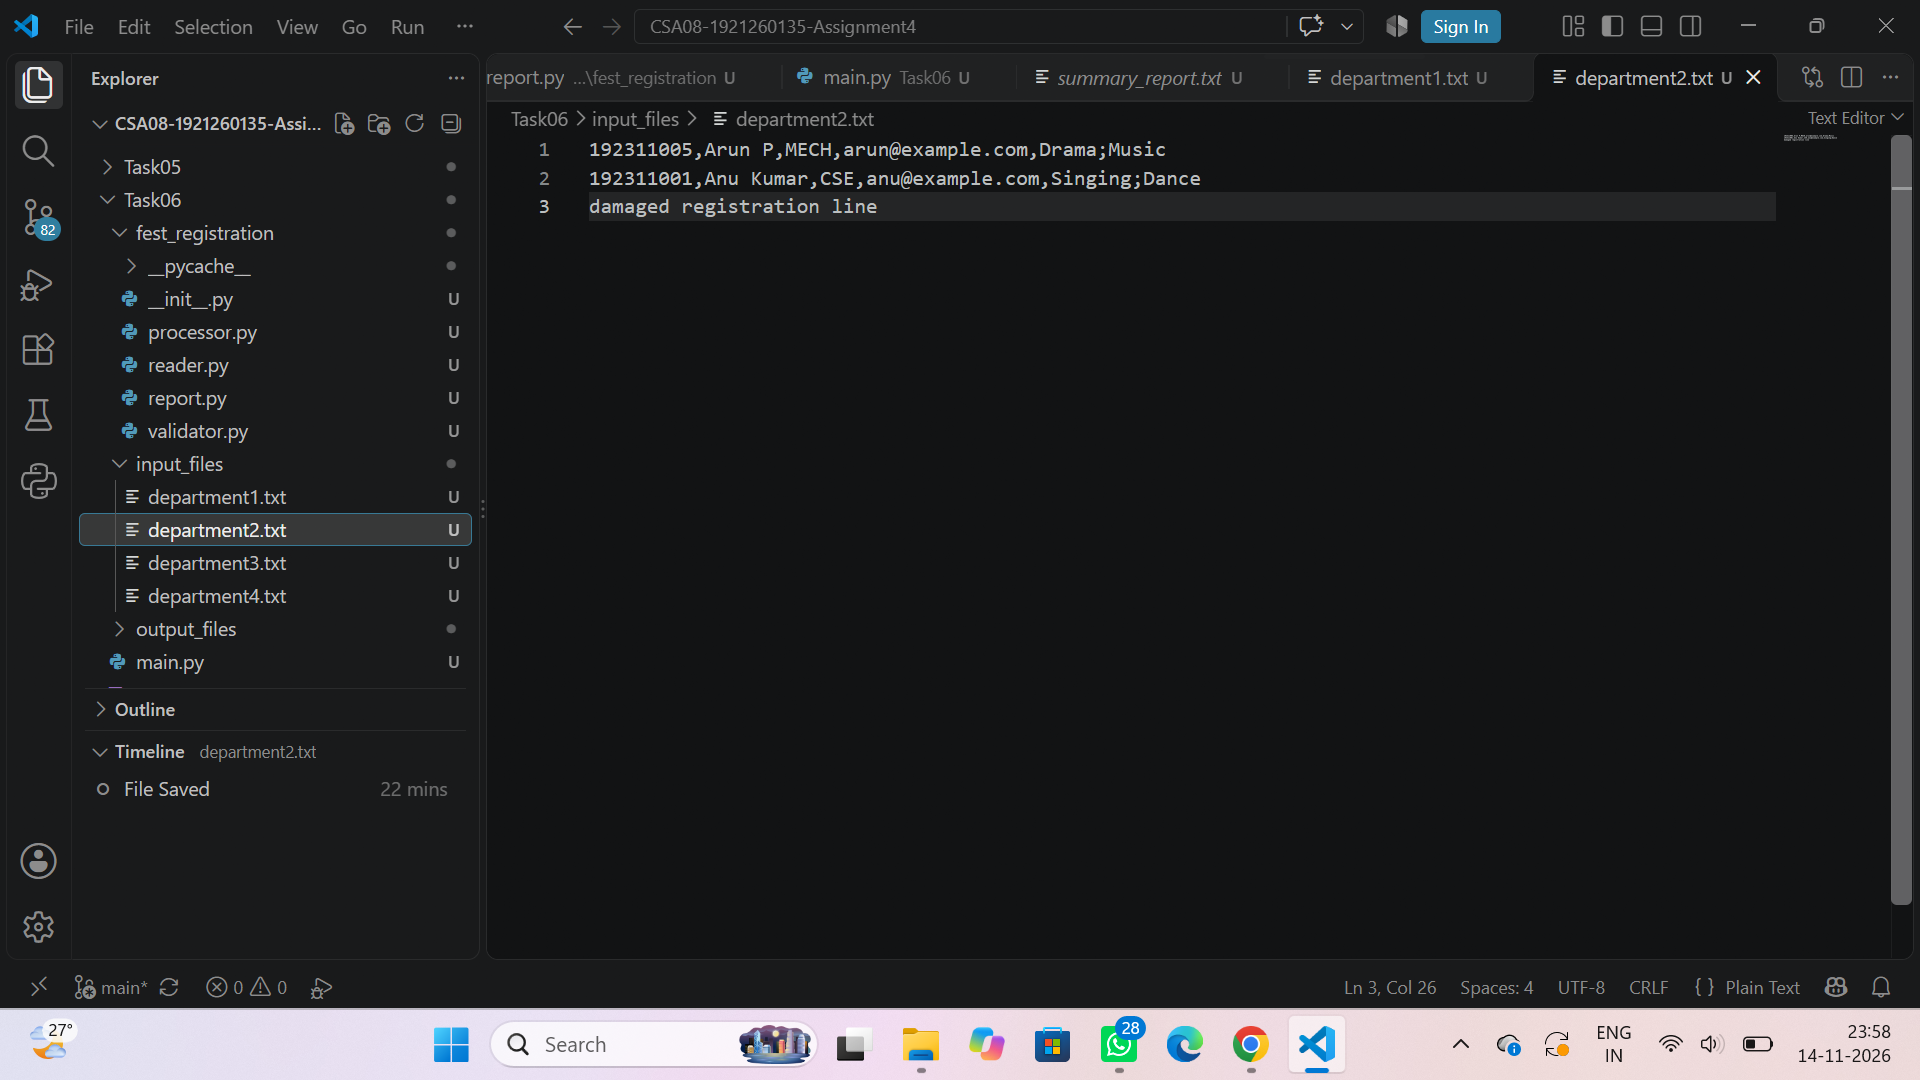 File Edit Selection View Go Run ··· CSA08-1921260135-Assignment4 Sign In
Explorer
CSA08-1921260135-Assi...
Task05
Task06
fest_registration
__pycache__
__init__.py U
processor.py U
reader.py U
report.py U
validator.py U
input_files
department1.txt U
department2.txt U
department3.txt U
department4.txt U
output_files
main.py U
Outline
Timeline department2.txt
File Saved 22 mins
82
report.py ...\fest_registration U main.py Task06 U summary_report.txt U department1.txt U department2.txt U
Task06 > input_files > department2.txt Text Editor
1 192311005,Arun P,MECH,arun@example.com,Drama;Music
2 192311001,Anu Kumar,CSE,anu@example.com,Singing;Dance
3 damaged registration line
main* 0 0 Ln 3, Col 26 Spaces: 4 UTF-8 CRLF { } Plain Text
27° Search 28 ENG 23:58
IN 14-11-2026